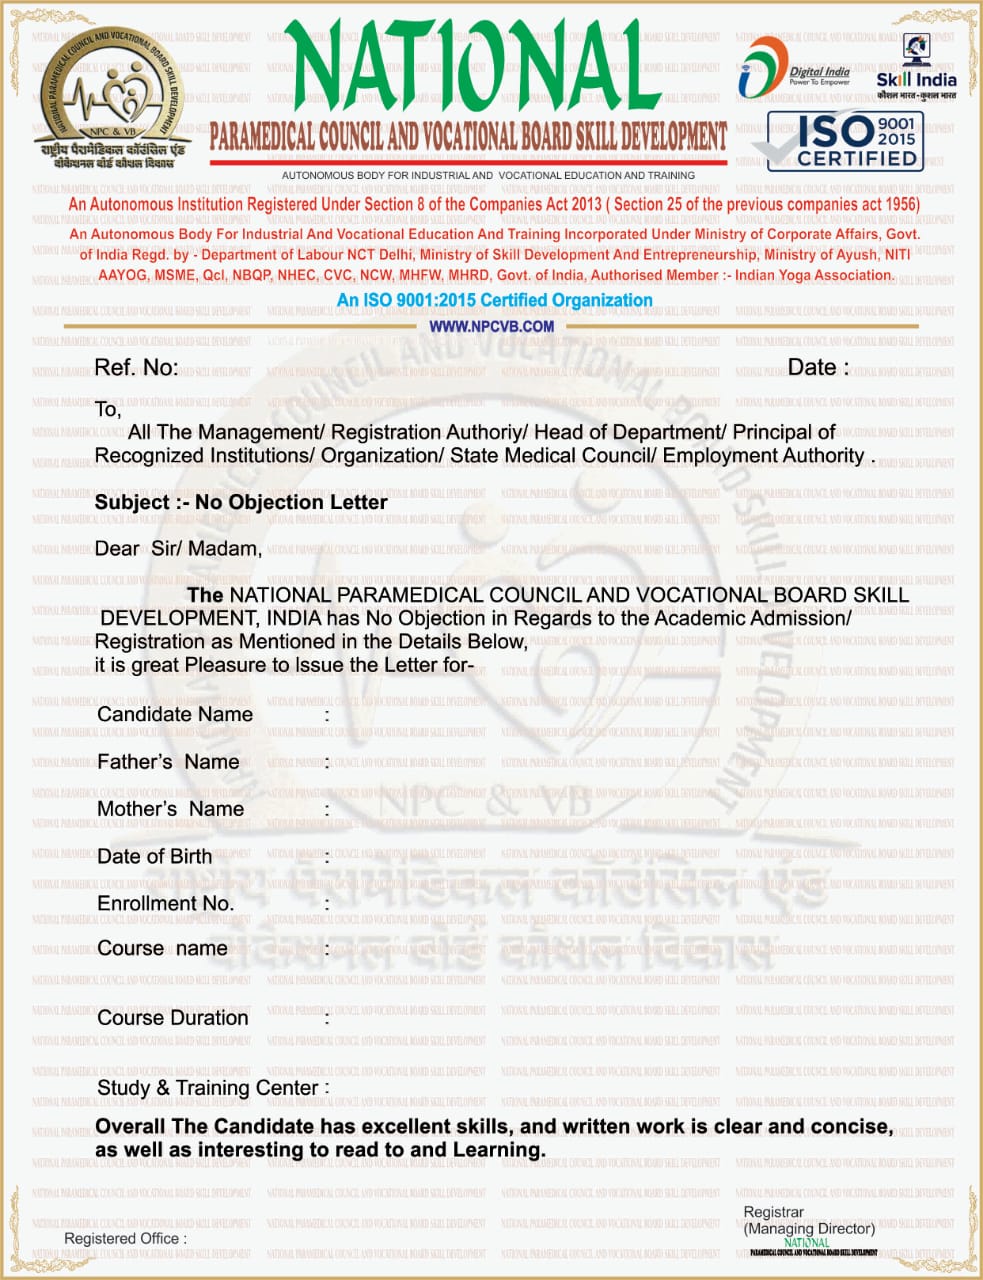 NATIONAL
PARAMEDICAL COUNCIL AND VOCATIONAL BOARD SKILL DEVELOPMENT
AUTONOMOUS BODY FOR INDUSTRIAL AND VOCATIONAL EDUCATION AND TRAINING
NATIONAL PARAMEDICAL COUNCIL AND VOCATIONAL BOARD SKILL DEVELOPMENT
NPC & VB
राष्ट्रीय पैरामेडिकल कॉउंसिल एंड
वोकेशनल बोर्ड कौशल विकास
Digital India
Power To Empower
Skill India
कौशल भारत-कुशल भारत
ISO 9001
2015
CERTIFIED
An Autonomous Institution Registered Under Section 8 of the Companies Act 2013 ( Section 25 of the previous companies act 1956)
An Autonomous Body For Industrial And Vocational Education And Training Incorporated Under Ministry of Corporate Affairs, Govt.
of India Regd. by - Department of Labour NCT Delhi, Ministry of Skill Development And Entrepreneurship, Ministry of Ayush, NITI
AAYOG, MSME, Qcl, NBQP, NHEC, CVC, NCW, MHFW, MHRD, Govt. of India, Authorised Member :- Indian Yoga Association.
An ISO 9001:2015 Certified Organization
WWW.NPCVB.COM
Ref. No:
Date :
To,
All The Management/ Registration Authoriy/ Head of Department/ Principal of
Recognized Institutions/ Organization/ State Medical Council/ Employment Authority .
Subject :- No Objection Letter
Dear Sir/ Madam,
The NATIONAL PARAMEDICAL COUNCIL AND VOCATIONAL BOARD SKILL
DEVELOPMENT, INDIA has No Objection in Regards to the Academic Admission/
Registration as Mentioned in the Details Below,
it is great Pleasure to Issue the Letter for-
Candidate Name :
Father's Name :
Mother's Name :
Date of Birth :
Enrollment No. :
Course name :
Course Duration :
Study & Training Center :
Overall The Candidate has excellent skills, and written work is clear and concise,
as well as interesting to read to and Learning.
Registered Office :
Registrar
(Managing Director)
NATIONAL
PARAMEDICAL COUNCIL AND VOCATIONAL BOARD SKILL DEVELOPMENT